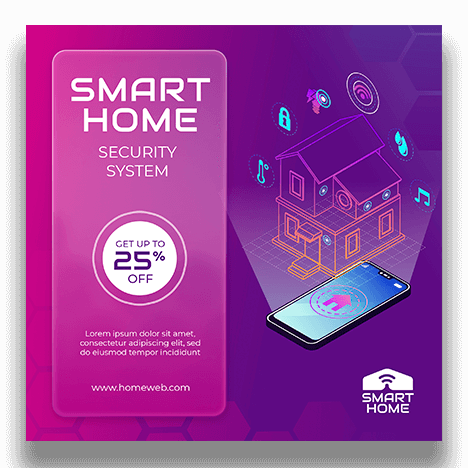 SMART
HOME
SECURITY
SYSTEM
GET UP TO
25%
OFF
Lorem ipsum dolor sit amet,
consectetur adipiscing elit, sed
do eiusmod tempor incididunt
www.homeweb.com
SMART
HOME